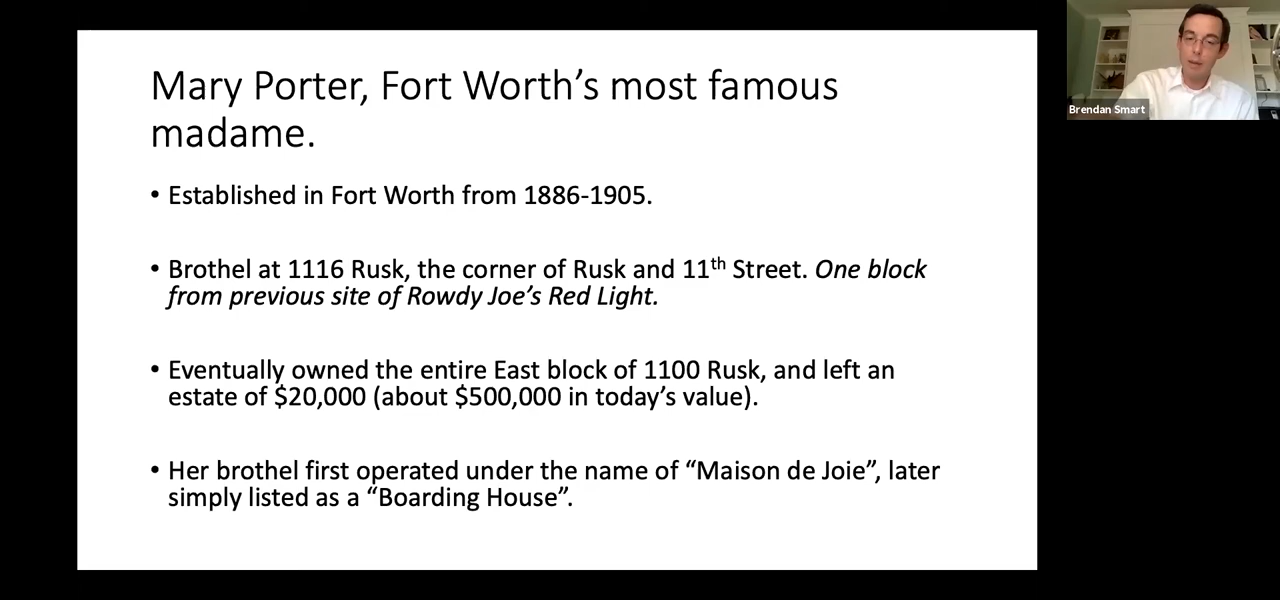 Mary Porter, Fort Worth’s most famous
madame.
• Established in Fort Worth from 1886-1905.
• Brothel at 1116 Rusk, the corner of Rusk and 11th Street. One block
from previous site of Rowdy Joe’s Red Light.
• Eventually owned the entire East block of 1100 Rusk, and left an
estate of $20,000 (about $500,000 in today’s value).
• Her brothel first operated under the name of “Maison de Joie”, later
simply listed as a “Boarding House”.
Brendan Smart